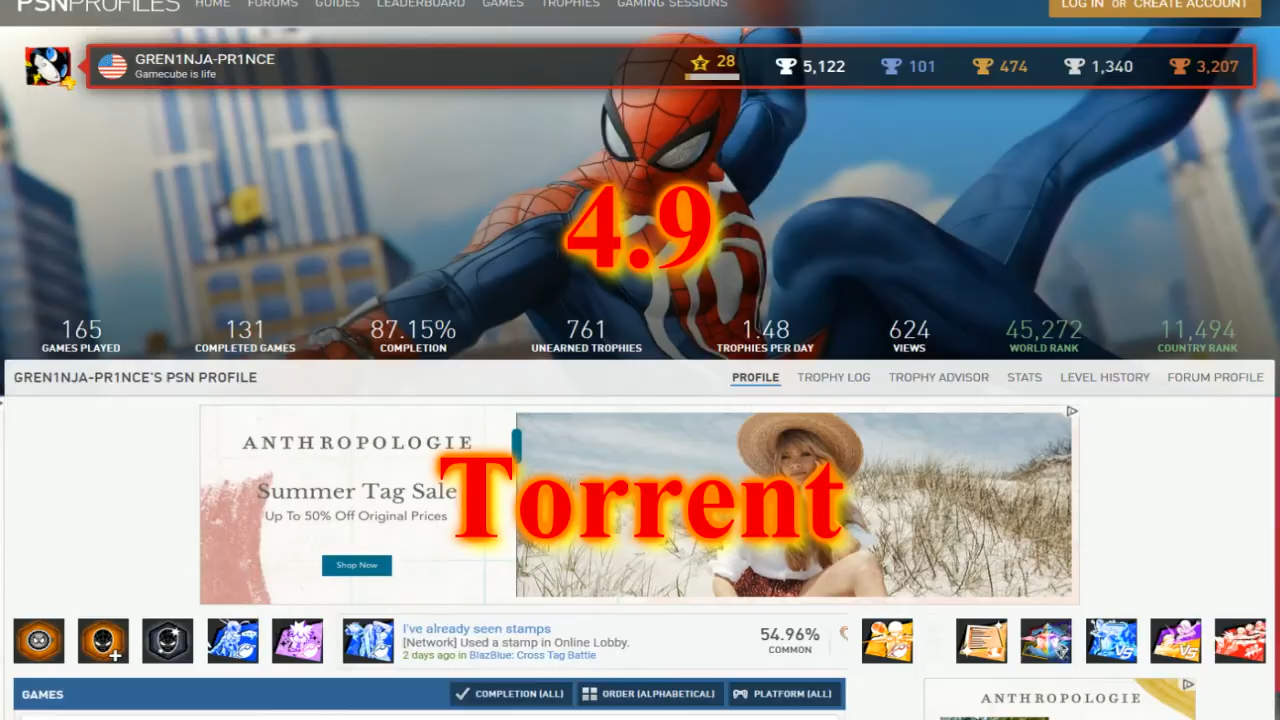 PSNPROFILES HOME FORUMS GUIDES LEADERBOARD GAMES TROPHIES GAMING SESSIONS LOG IN OR CREATE ACCOUNT
GREN1NJA-PR1NCE
Gamecube is life
28 5,122 101 474 1,340 3,207
4.9
165 131 87.15% 761 1.48 624 45,272 11,494
GAMES PLAYED COMPLETED GAMES COMPLETION UNEARNED TROPHIES TROPHIES PER DAY VIEWS WORLD RANK COUNTRY RANK
GREN1NJA-PR1NCE'S PSN PROFILE PROFILE TROPHY LOG TROPHY ADVISOR STATS LEVEL HISTORY FORUM PROFILE
ANTHROPOLOGIE
Summer Tag Sale
Up To 50% Off Original Prices
Shop Now
Torrent
I've already seen stamps
[Network] Used a stamp in Online Lobby.
2 days ago in BlazBlue: Cross Tag Battle
54.96%
COMMON
VS
VS
GAMES COMPLETION (ALL) ORDER (ALPHABETICAL) PLATFORM (ALL)
ANTHROPOLOGIE